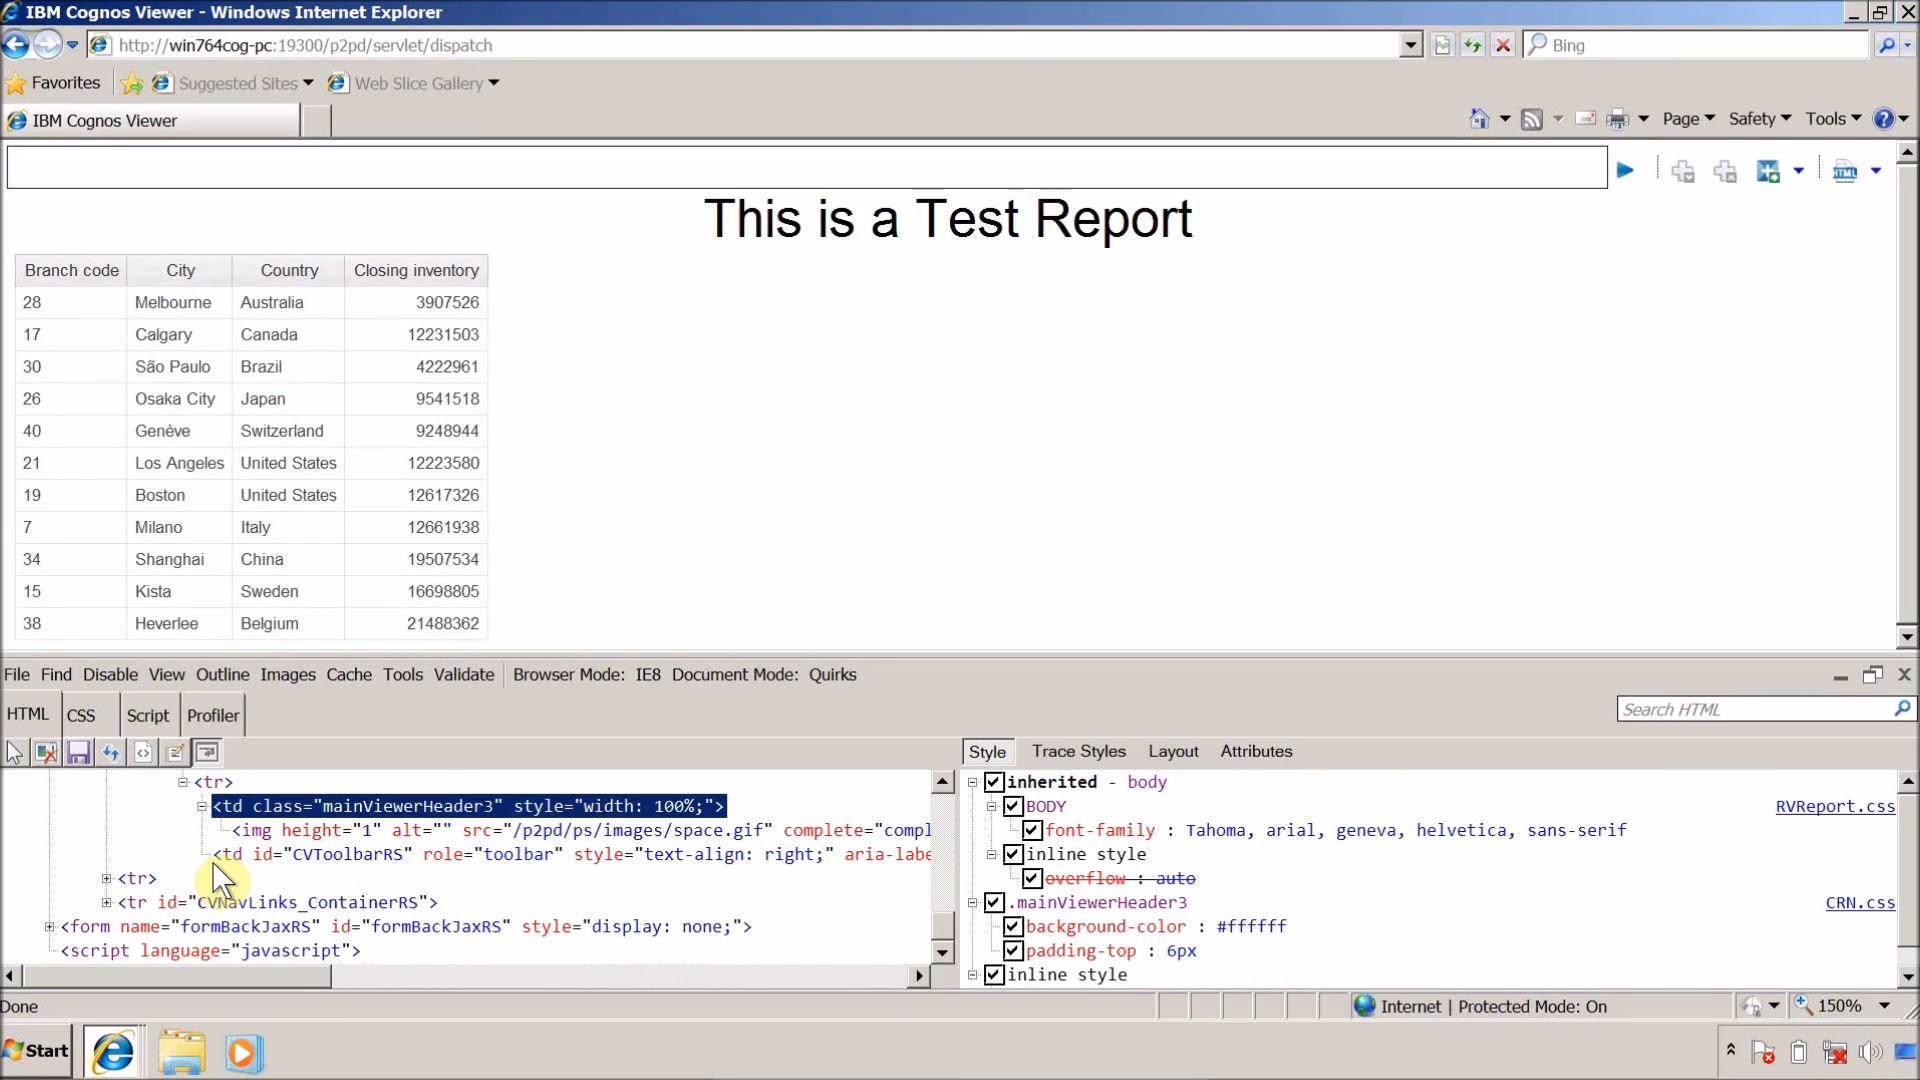 IBM Cognos Viewer - Windows Internet Explorer
http://win764cog-pc:19300/p2pd/servlet/dispatch
Bing
Favorites Suggested Sites Web Slice Gallery
IBM Cognos Viewer
Page Safety Tools
HTML
This is a Test Report
Branch code City Country Closing inventory
28 Melbourne Australia 3907526
17 Calgary Canada 12231503
30 São Paulo Brazil 4222961
26 Osaka City Japan 9541518
40 Genève Switzerland 9248944
21 Los Angeles United States 12223580
19 Boston United States 12617326
7 Milano Italy 12661938
34 Shanghai China 19507534
15 Kista Sweden 16698805
38 Heverlee Belgium 21488362
File Find Disable View Outline Images Cache Tools Validate Browser Mode: IE8 Document Mode: Quirks
HTML CSS Script Profiler
Search HTML
Style Trace Styles Layout Attributes
<tr>
<td class="mainViewerHeader3" style="width: 100%;">
<img height="1" alt="" src="/p2pd/ps/images/space.gif" complete="compl
<td id="CVToolbarRS" role="toolbar" style="text-align: right;" aria-labe
<tr>
<tr id="CVNavLinks_ContainerRS">
<form name="formBackJaxRS" id="formBackJaxRS" style="display: none;">
<script language="javascript">
inherited - body
BODY RVReport.css
font-family : Tahoma, arial, geneva, helvetica, sans-serif
inline style
overflow : auto
.mainViewerHeader3 CRN.css
background-color : #ffffff
padding-top : 6px
inline style
Done
Internet | Protected Mode: On
150%
Start